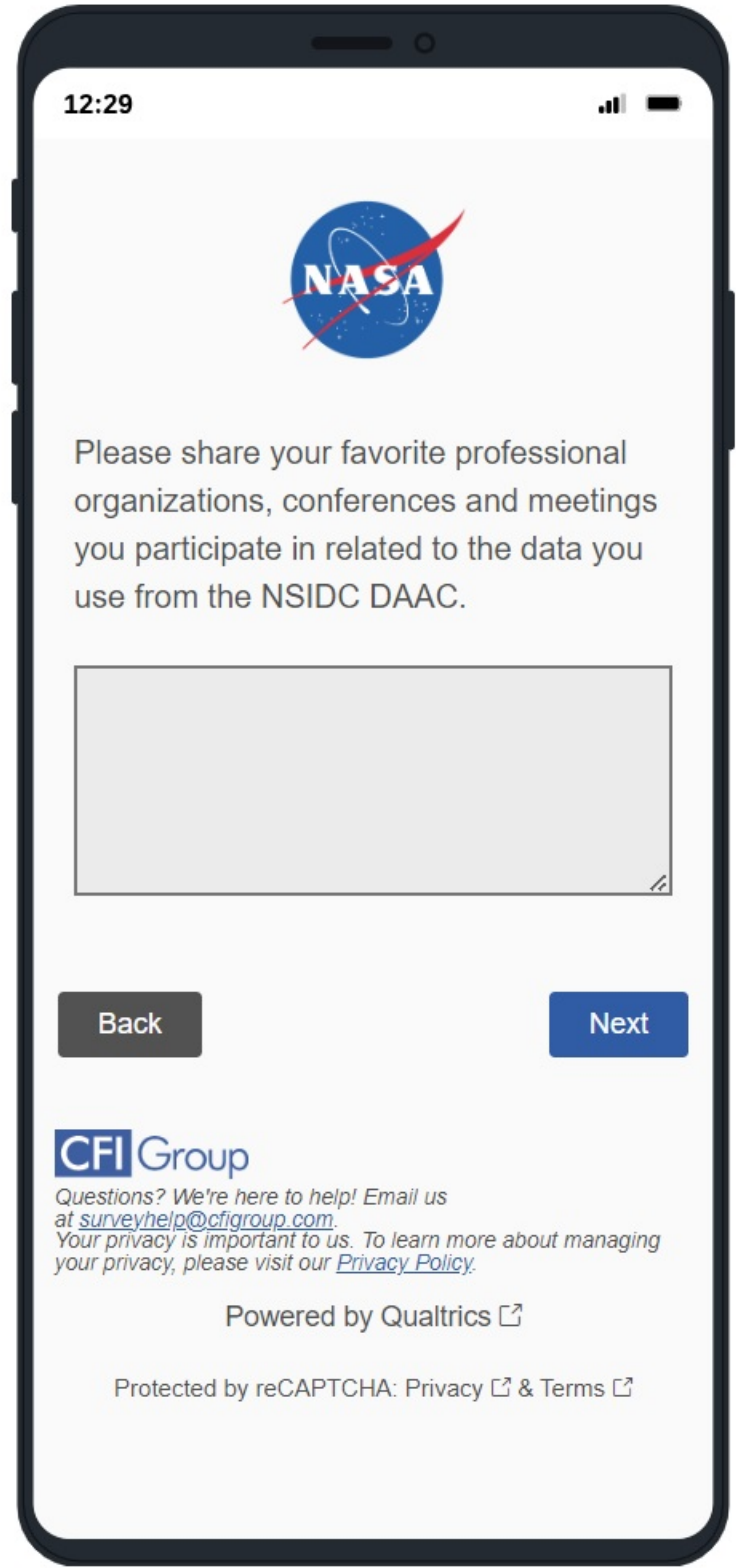 12:29
NASA
Please share your favorite professional
organizations, conferences and meetings
you participate in related to the data you
use from the NSIDC DAAC.
Back
Next
CFI Group
Questions? We're here to help! Email us
at surveyhelp@cfigroup.com.
Your privacy is important to us. To learn more about managing
your privacy, please visit our Privacy Policy.
Powered by Qualtrics
Protected by reCAPTCHA: Privacy & Terms